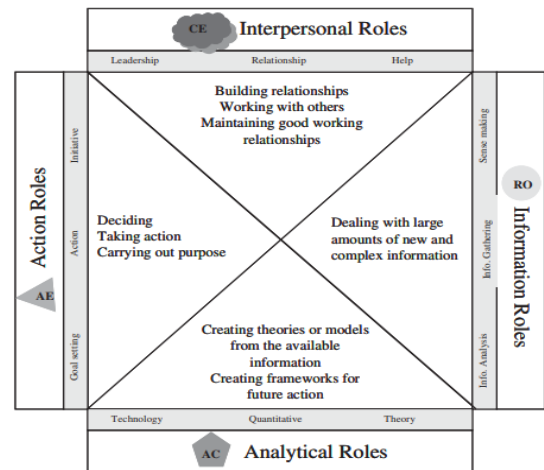 CE Interpersonal Roles
Leadership Relationship Help
Building relationships
Working with others
Maintaining good working
relationships
Action Roles
AE
Initiative
Action
Goal setting
Deciding
Taking action
Carrying out purpose
Dealing with large
amounts of new and
complex information
Sense making
Info. Gathering
Info. Analysis
RO
Information Roles
Creating theories or models
from the available
information
Creating frameworks for
future action
Technology Quantitative Theory
AC Analytical Roles